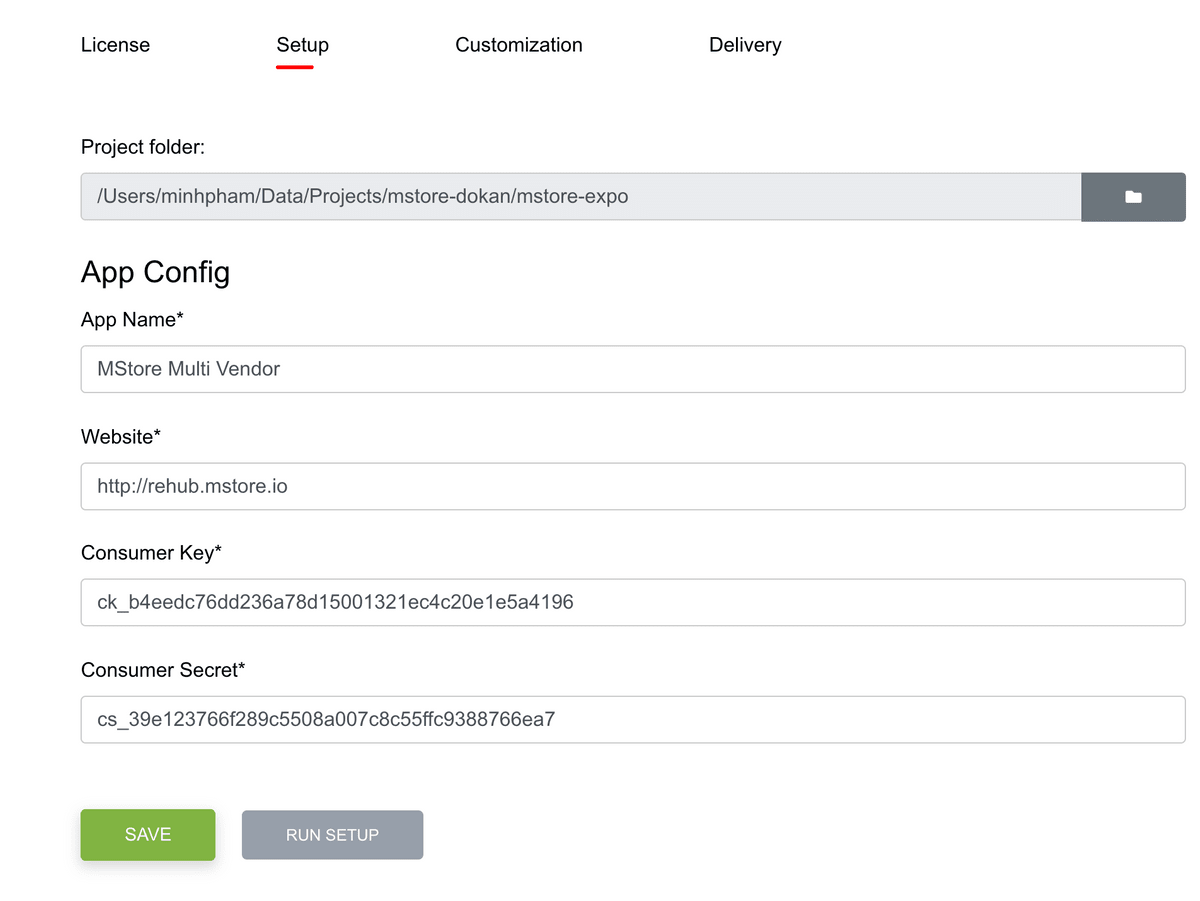 License Setup Customization Delivery
Project folder:
/Users/minhpham/Data/Projects/mstore-dokan/mstore-expo
App Config
App Name*
MStore Multi Vendor
Website*
http://rehub.mstore.io
Consumer Key*
ck_b4eedc76dd236a78d15001321ec4c20e1e5a4196
Consumer Secret*
cs_39e123766f289c5508a007c8c55ffc9388766ea7
SAVE RUN SETUP